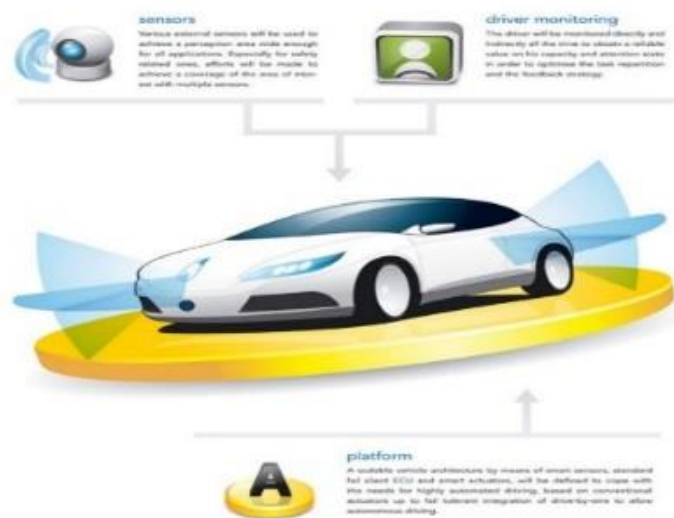 sensors
Various external sensors will be used to
achieve a perception area wide enough
for all applications. Especially for safety
related ones, efforts will be made to
achieve a coverage of the area of inter-
est with multiple sensors.
driver monitoring
The driver will be monitored directly and
indirectly all the time to obtain a reliable
value on his capacity and attention state
in order to optimise the task repartition
and the feedback strategy.
A
platform
A scalable vehicle architecture by means of smart sensors, standard
fail silent ECU and smart actuators, will be defined to cope with
the needs for highly automated driving, based on conventional
actuators up to fail tolerant integration of drive-by-wire to allow
autonomous driving.